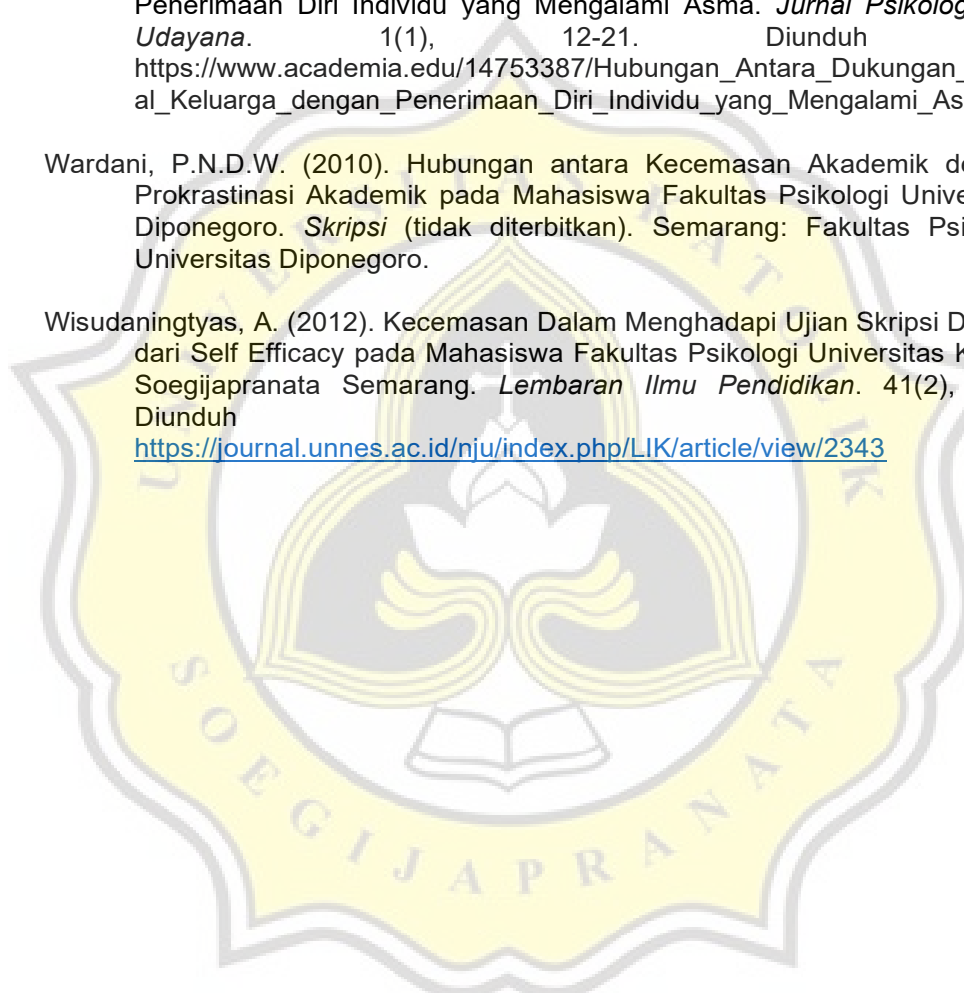 Penerimaan Diri Individu yang Mengalami Asma. Jurnal Psikolog
Udayana. 1(1), 12-21. Diunduh
https://www.academia.edu/14753387/Hubungan_Antara_Dukungan_
al_Keluarga_dengan_Penerimaan_Diri_Individu_yang_Mengalami_As
Wardani, P.N.D.W. (2010). Hubungan antara Kecemasan Akademik de
Prokrastinasi Akademik pada Mahasiswa Fakultas Psikologi Unive
Diponegoro. Skripsi (tidak diterbitkan). Semarang: Fakultas Psi
Universitas Diponegoro.
Wisudaningtyas, A. (2012). Kecemasan Dalam Menghadapi Ujian Skripsi D
dari Self Efficacy pada Mahasiswa Fakultas Psikologi Universitas K
Soegijapranata Semarang. Lembaran Ilmu Pendidikan. 41(2),
Diunduh
https://journal.unnes.ac.id/nju/index.php/LIK/article/view/2343
UNIVERSITAS KATOLIK
SOEGIJAPRANATA